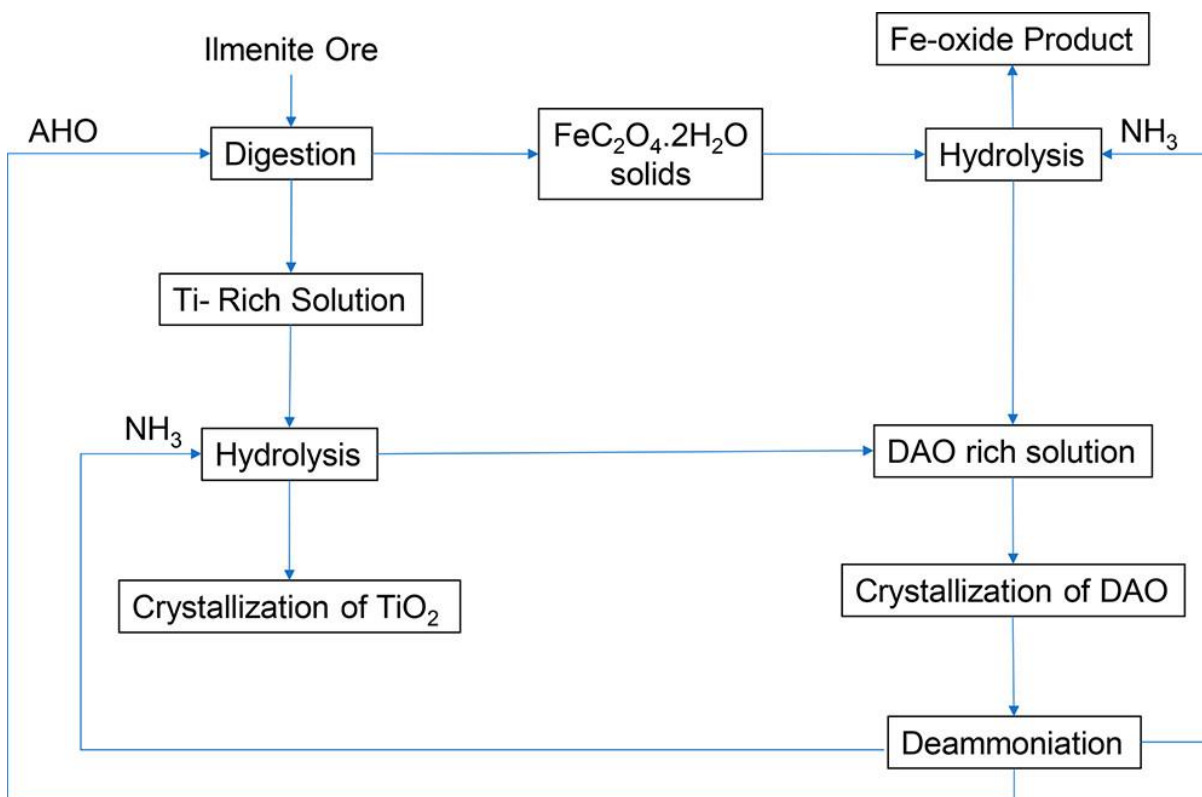 Fe-oxide Product
Ilmenite Ore
AHO
Digestion
FeC₂O₄.2H₂O
solids
Hydrolysis
NH₃
Ti- Rich Solution
NH₃
Hydrolysis
DAO rich solution
Crystallization of TiO₂
Crystallization of DAO
Deammoniation